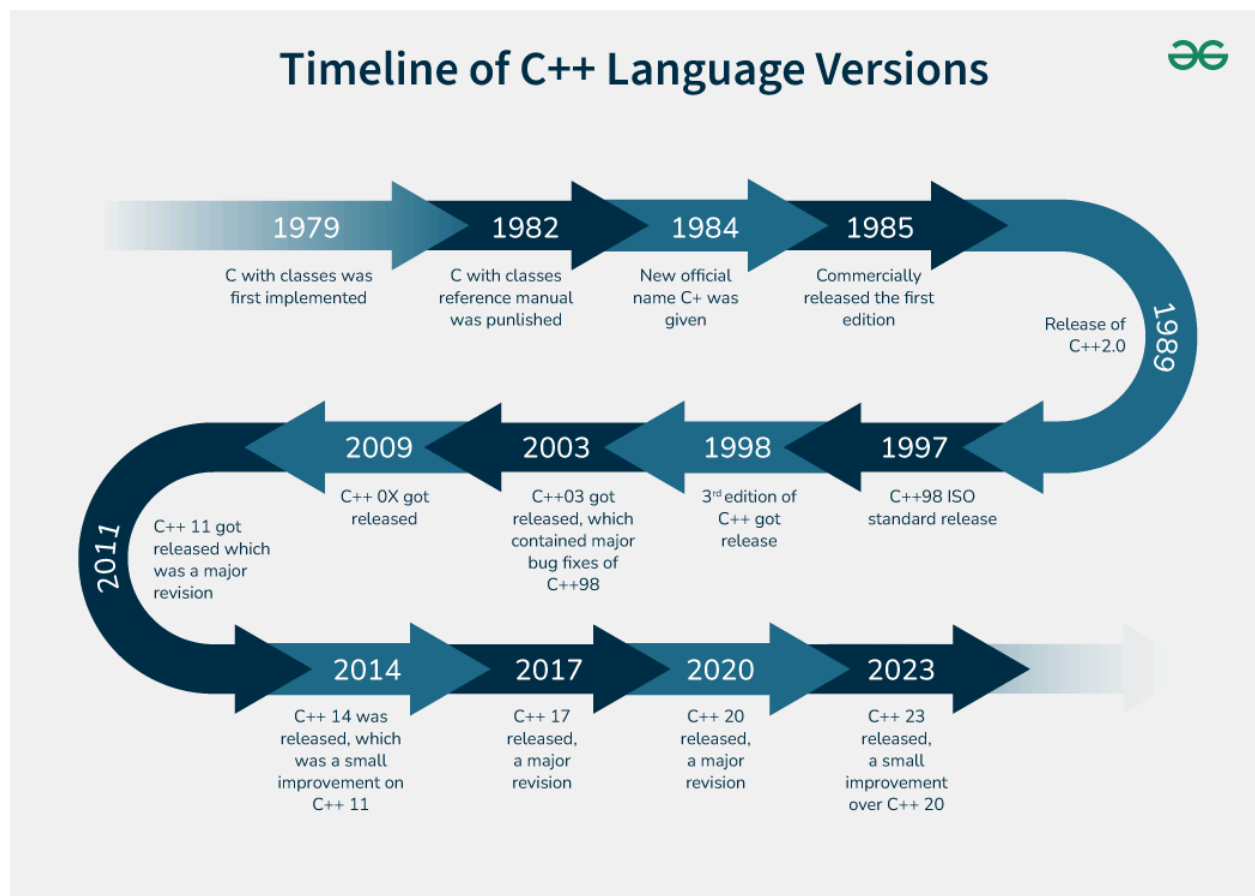 Timeline of C++ Language Versions
1979
C with classes was
first implemented
1982
C with classes
reference manual
was punlished
1984
New official
name C+ was
given
1985
Commercially
released the first
edition
1989
Release of
C++2.0
1997
C++98 ISO
standard release
1998
3rd edition of
C++ got
release
2003
C++03 got
released, which
contained major
bug fixes of
C++98
2009
C++ 0X got
released
2011
C++ 11 got
released which
was a major
revision
2014
C++ 14 was
released, which
was a small
improvement on
C++ 11
2017
C++ 17
released,
a major
revision
2020
C++ 20
released,
a major
revision
2023
C++ 23
released,
a small
improvement
over C++ 20